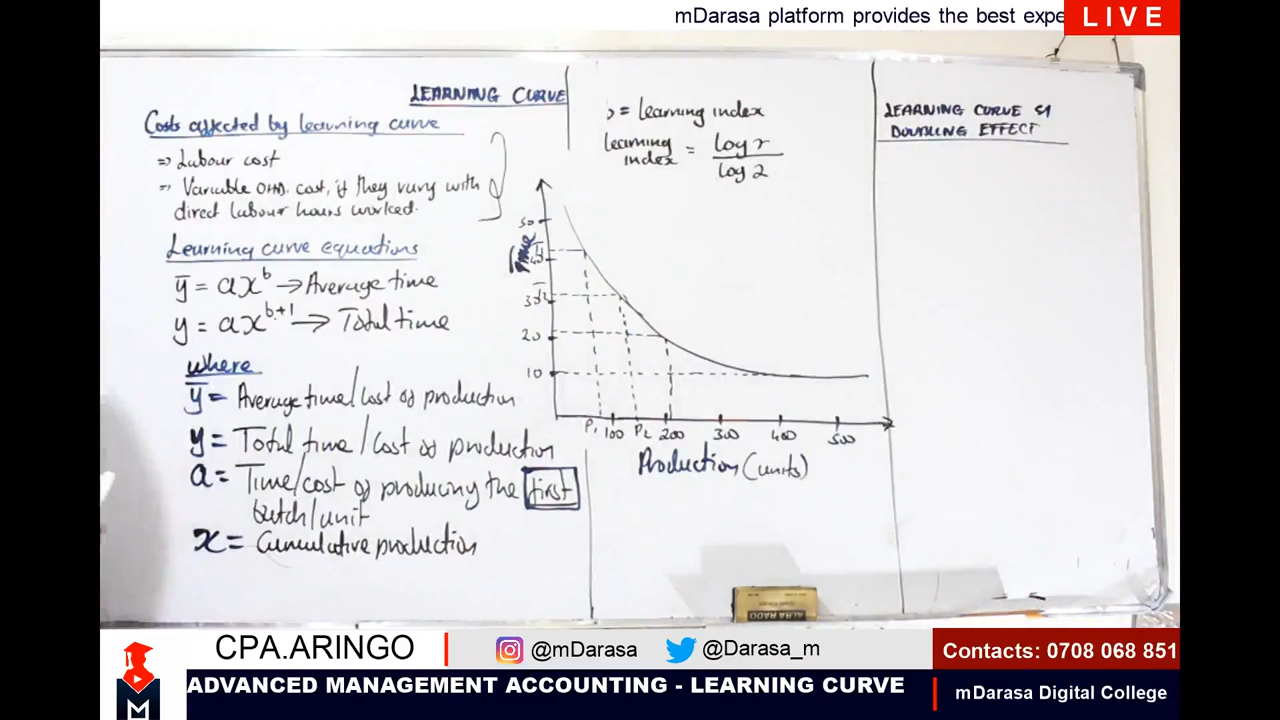 mDarasa platform provides the best expe
LIVE
LEARNING CURVE
Costs affected by learning curve
⇒ Labour cost
⇒ Variable OHD. cost, if they vary with
direct labour hours worked.
Learning curve equations
ȳ = ax^b → Average time
y = ax^(b+1) → Total time
where
ȳ = Average time/cost of production
y = Total time/cost of production
a = Time/cost of producing the first
batch/unit
x = Cumulative production
b = learning index
learning index = log r / log 2
Time
50
40
30
20
10
P1 100 P2 200 300 400 500
Production (units)
LEARNING CURVE &
DOUBLING EFFECT
CPA.ARINGO
@mDarasa
@Darasa_m
Contacts: 0708 068 851
M
ADVANCED MANAGEMENT ACCOUNTING - LEARNING CURVE
mDarasa Digital College